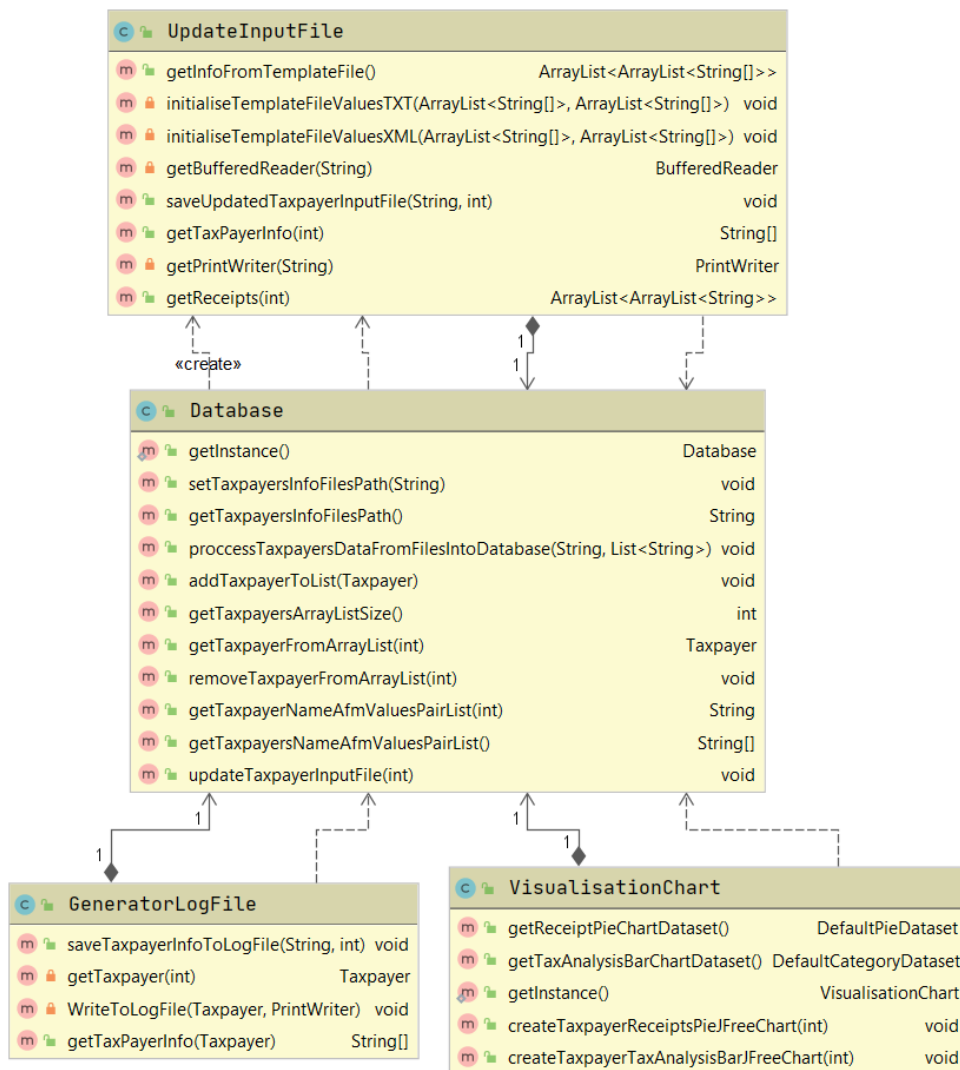 UpdateInputFile
getInfoFromTemplateFile() ArrayList<ArrayList<String[]>>
initialiseTemplateFileValuesTXT(ArrayList<String[]>, ArrayList<String[]>) void
initialiseTemplateFileValuesXML(ArrayList<String[]>, ArrayList<String[]>) void
getBufferedReader(String) BufferedReader
saveUpdatedTaxpayerInputFile(String, int) void
getTaxPayerInfo(int) String[]
getPrintWriter(String) PrintWriter
getReceipts(int) ArrayList<ArrayList<String>>
1
«create» 1
Database
getInstance() Database
setTaxpayersInfoFilesPath(String) void
getTaxpayersInfoFilesPath() String
proccessTaxpayersDataFromFilesIntoDatabase(String, List<String>) void
addTaxpayerToList(Taxpayer) void
getTaxpayersArrayListSize() int
getTaxpayerFromArrayList(int) Taxpayer
removeTaxpayerFromArrayList(int) void
getTaxpayerNameAfmValuesPairList(int) String
getTaxpayersNameAfmValuesPairList() String[]
updateTaxpayerInputFile(int) void
1 1
1 1
GeneratorLogFile
saveTaxpayerInfoToLogFile(String, int) void
getTaxpayer(int) Taxpayer
WriteToLogFile(Taxpayer, PrintWriter) void
getTaxPayerInfo(Taxpayer) String[]
VisualisationChart
getReceiptPieChartDataset() DefaultPieDataset
getTaxAnalysisBarChartDataset() DefaultCategoryDataset
getInstance() VisualisationChart
createTaxpayerReceiptsPieJFreeChart(int) void
createTaxpayerTaxAnalysisBarJFreeChart(int) void